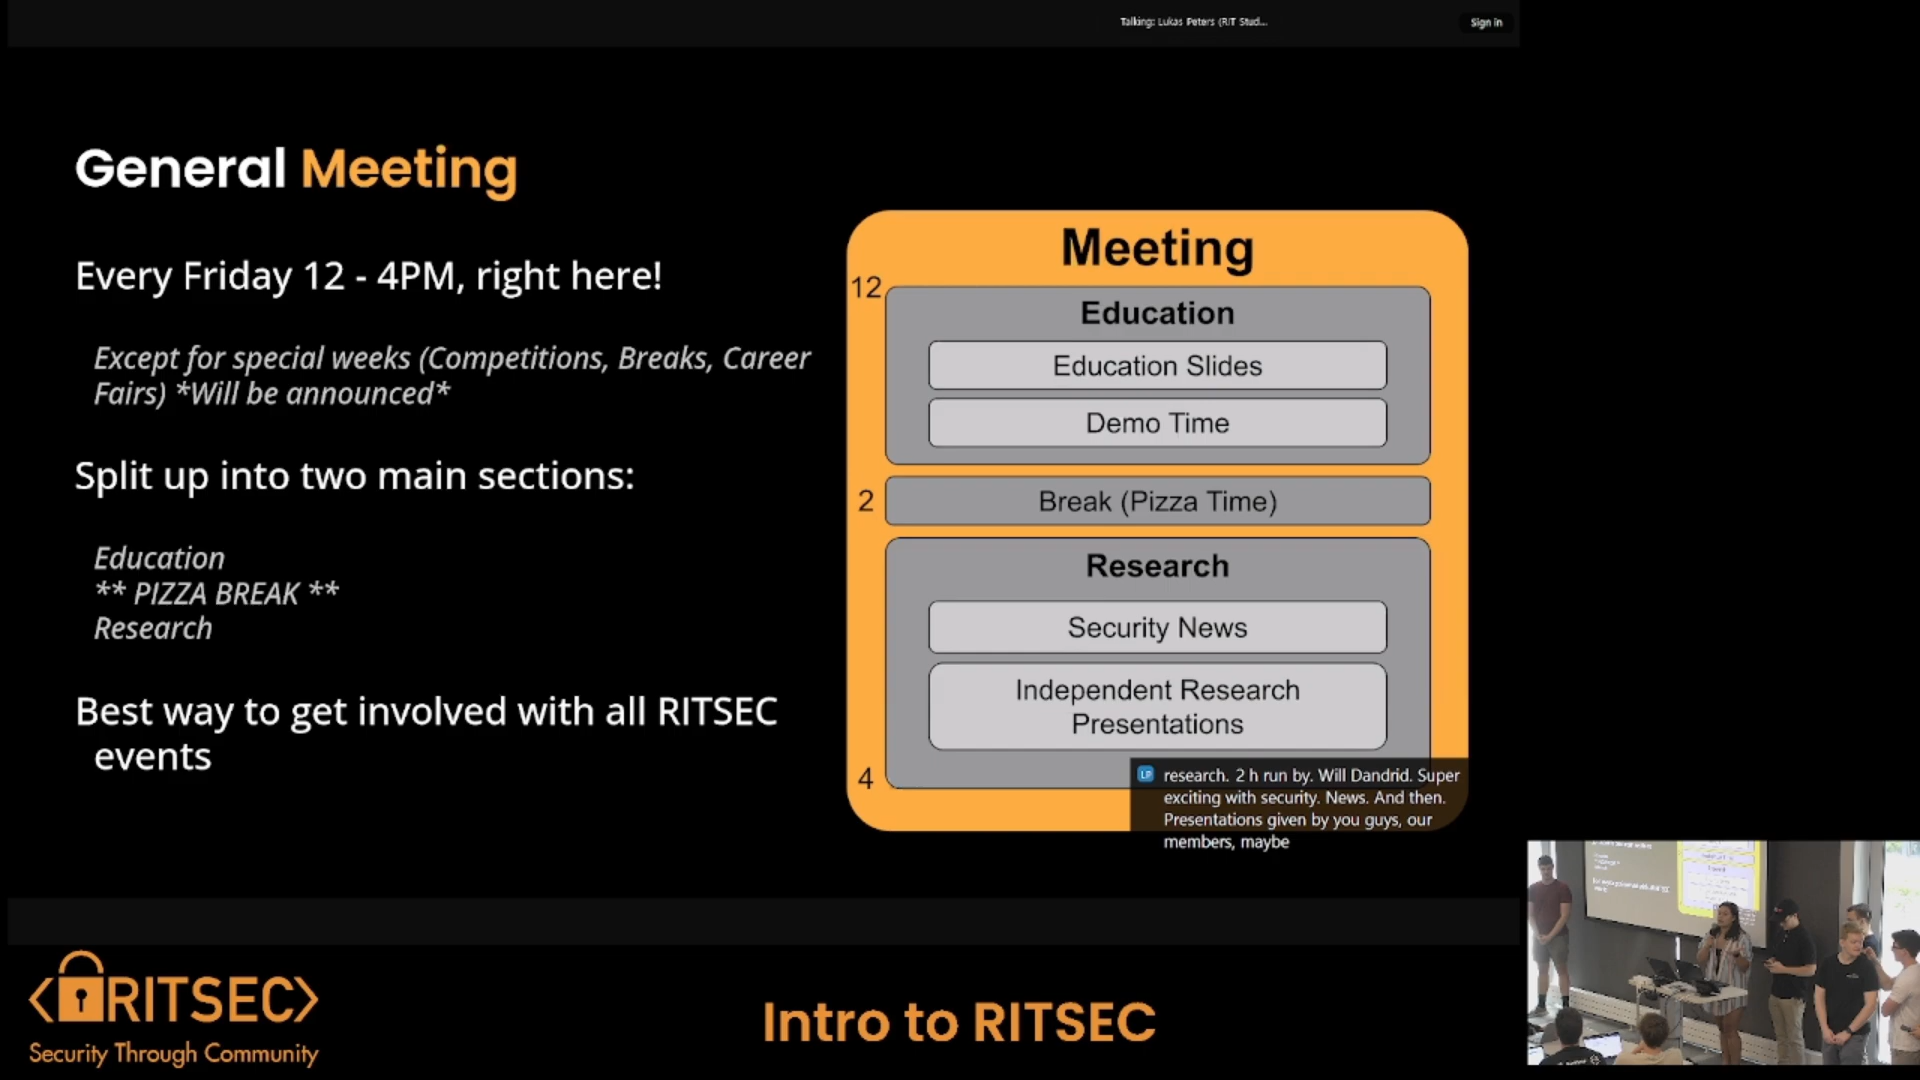 Talking: Lukas Peters (RIT Stud...
Sign in
General Meeting
Every Friday 12 - 4PM, right here!
Except for special weeks (Competitions, Breaks, Career
Fairs) *Will be announced*
Split up into two main sections:
Education
** PIZZA BREAK **
Research
Best way to get involved with all RITSEC
events
Meeting
12
Education
Education Slides
Demo Time
2
Break (Pizza Time)
Research
Security News
Independent Research
Presentations
4
LP
research. 2 h run by. Will Dandrid. Super
exciting with security. News. And then.
Presentations given by you guys, our
members, maybe
<RITSEC>
Security Through Community
Intro to RITSEC